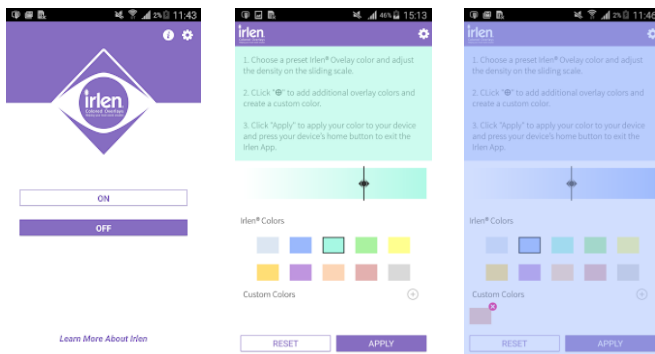 2% 11:43
irlen
Colored Overlays
ON
OFF
Learn More About Irlen
46% 15:13
irlen
1. Choose a preset Irlen® Ovelay color and adjust
the density on the sliding scale.
2. CLick "⊕" to add additional overlay colors and
create a custom color.
3. Click "Apply" to apply your color to your device
and press your device's home button to exit the
Irlen App.
Irlen® Colors
Custom Colors
RESET
APPLY
2% 11:46
irlen
1. Choose a preset Irlen® Ovelay color and adjust
the density on the sliding scale.
2. CLick "⊕" to add additional overlay colors and
create a custom color.
3. Click "Apply" to apply your color to your device
and press your device's home button to exit the
Irlen App.
Irlen® Colors
Custom Colors
RESET
APPLY